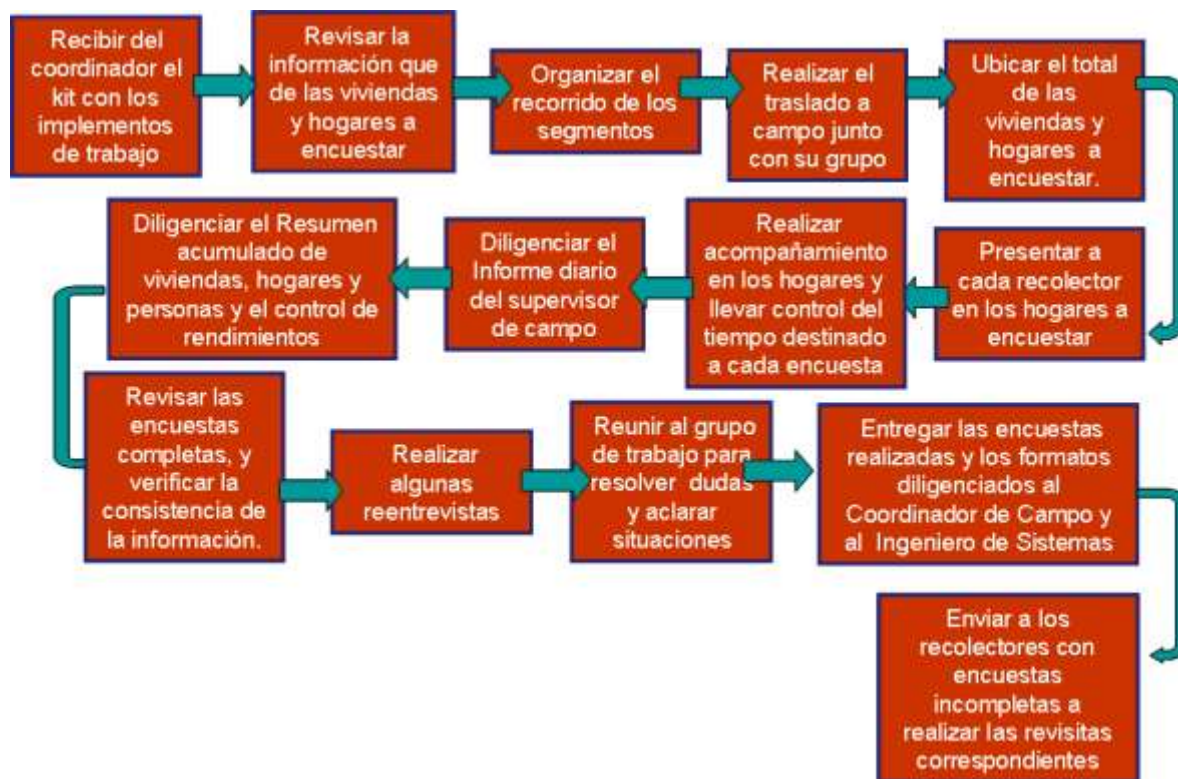 Recibir del
coordinador el
kit con los
implementos
de trabajo
Revisar la
información que
de las viviendas
y hogares a
encuestar
Organizar el
recorrido de los
segmentos
Realizar el
traslado a
campo junto
con su grupo
Ubicar el total
de las
viviendas y
hogares a
encuestar.
Presentar a
cada recolector
en los hogares a
encuestar
Realizar
acompañamiento
en los hogares y
llevar control del
tiempo destinado
a cada encuesta
Diligenciar el
Informe diario
del supervisor
de campo
Diligenciar el Resumen
acumulado de
viviendas, hogares y
personas y el control de
rendimientos
Revisar las
encuestas
completas, y
verificar la
consistencia de
la información.
Realizar
algunas
reentrevistas
Reunir al grupo
de trabajo para
resolver dudas
y aclarar
situaciones
Entregar las encuestas
realizadas y los formatos
diligenciados al
Coordinador de Campo y
al Ingeniero de Sistemas
Enviar a los
recolectores con
encuestas
incompletas a
realizar las revisitas
correspondientes